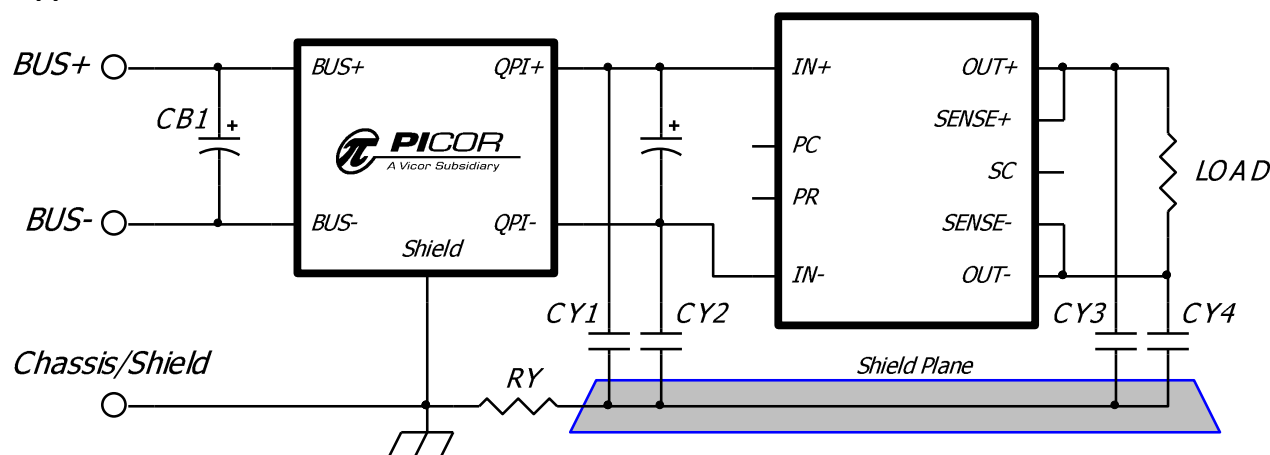 BUS+
CB1
+
BUS-
BUS+
QPI+
PICOR
A Vicor Subsidiary
BUS-
QPI-
Shield
+
IN+
OUT+
SENSE+
PC
SC
PR
SENSE-
IN-
OUT-
LOAD
CY1
CY2
CY3
CY4
Chassis/Shield
RY
Shield Plane